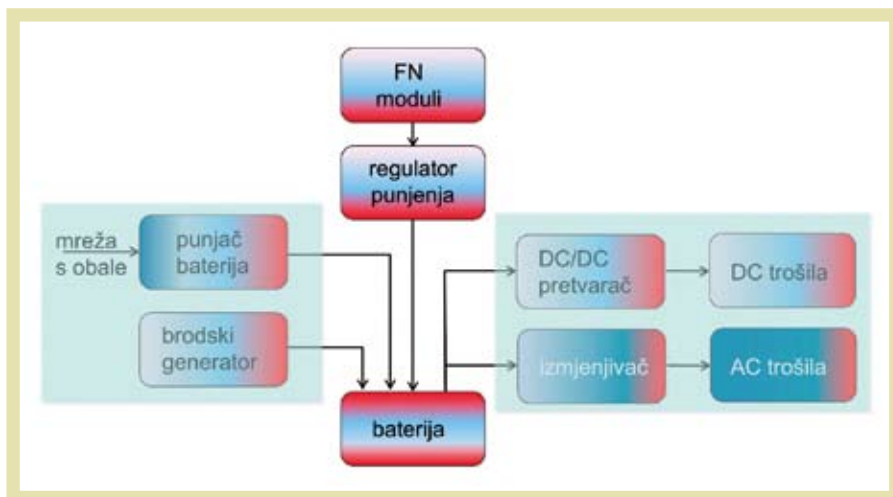 FN
moduli
regulator
punjenja
mreža
s obale
punjač
baterija
brodski
generator
DC/DC
pretvarač
DC trošila
izmjenjivač
AC trošila
baterija